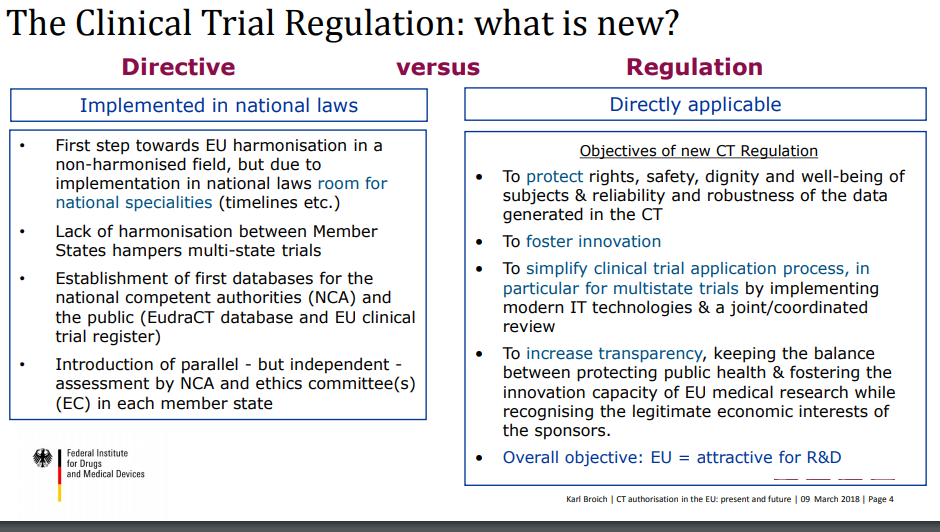 The Clinical Trial Regulation: what is new?
Directive versus Regulation
Implemented in national laws
• First step towards EU harmonisation in a
non-harmonised field, but due to
implementation in national laws room for
national specialities (timelines etc.)
• Lack of harmonisation between Member
States hampers multi-state trials
• Establishment of first databases for the
national competent authorities (NCA) and
the public (EudraCT database and EU clinical
trial register)
• Introduction of parallel - but independent -
assessment by NCA and ethics committee(s)
(EC) in each member state
Directly applicable
Objectives of new CT Regulation
• To protect rights, safety, dignity and well-being of
subjects & reliability and robustness of the data
generated in the CT
• To foster innovation
• To simplify clinical trial application process, in
particular for multistate trials by implementing
modern IT technologies & a joint/coordinated
review
• To increase transparency, keeping the balance
between protecting public health & fostering the
innovation capacity of EU medical research while
recognising the legitimate economic interests of
the sponsors.
• Overall objective: EU = attractive for R&D
Federal Institute
for Drugs
and Medical Devices
Karl Broich | CT authorisation in the EU: present and future | 09 March 2018 | Page 4